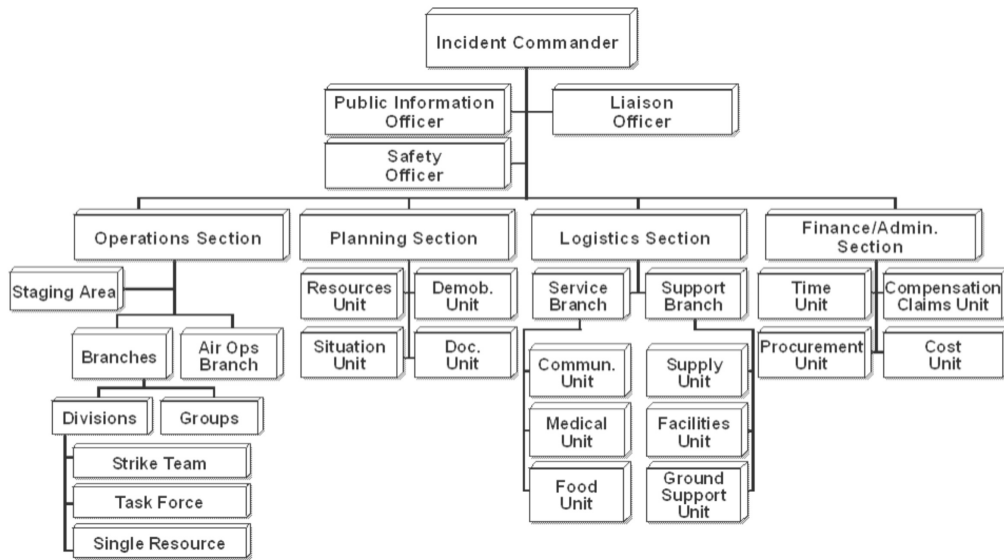 Incident Commander
Public Information
Officer
Liaison
Officer
Safety
Officer
Operations Section
Planning Section
Logistics Section
Finance/Admin.
Section
Staging Area
Branches
Air Ops
Branch
Divisions
Groups
Strike Team
Task Force
Single Resource
Resources
Unit
Demob.
Unit
Situation
Unit
Doc.
Unit
Service
Branch
Support
Branch
Commun.
Unit
Supply
Unit
Medical
Unit
Facilities
Unit
Food
Unit
Ground
Support
Unit
Time
Unit
Compensation
Claims Unit
Procurement
Unit
Cost
Unit